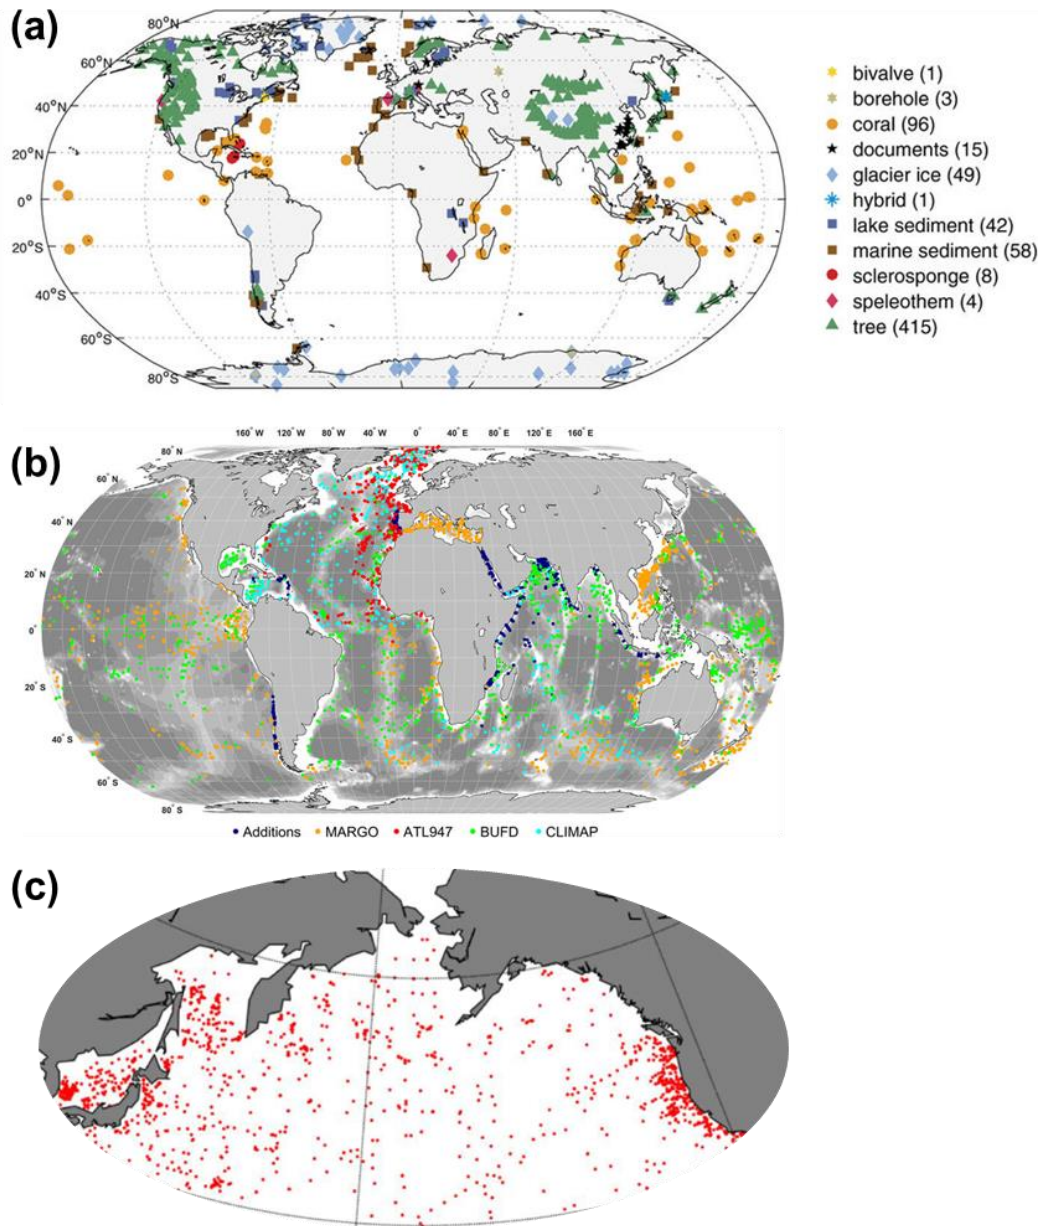 (a)
80°N
60°N
40°N
20°N
0°
20°S
40°S
60°S
80°S
bivalve (1)
borehole (3)
coral (96)
documents (15)
glacier ice (49)
hybrid (1)
lake sediment (42)
marine sediment (58)
sclerosponge (8)
speleothem (4)
tree (415)
(b)
160° W 120° W 80° W 40° W 0° 40° E 80° E 120° E 160° E
80° N
60° N
40° N
20° N
0°
20° S
40° S
60° S
80° S
Additions MARGO ATL947 BUFD CLIMAP
(c)